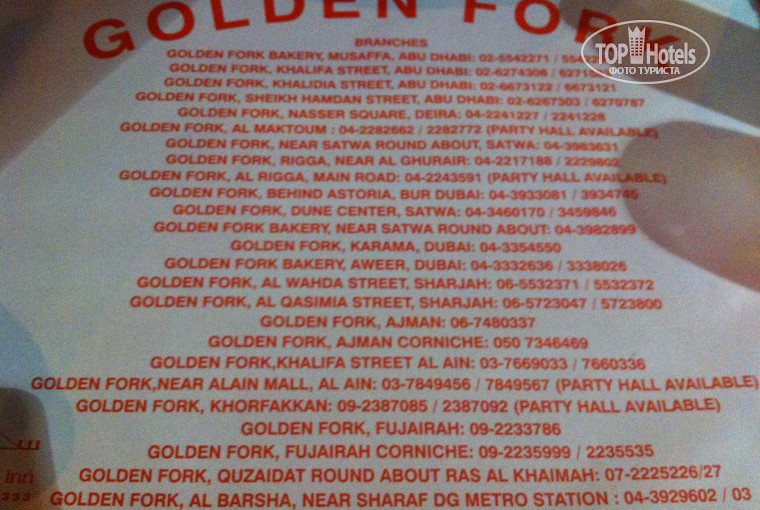 GOLDEN FORK
BRANCHES
GOLDEN FORK BAKERY, MUSAFFA, ABU DHABI: 02-5542271 /
GOLDEN FORK, KHALIFA STREET, ABU DHABI: 02-6274308 /
GOLDEN FORK, KHALIDIA STREET, ABU DHABI: 02-6673122 / 6673121
GOLDEN FORK, SHEIKH HAMDAN STREET, ABU DHABI: 02-6267303 / 6270787
GOLDEN FORK, NASSER SQUARE, DEIRA: 04-2241227 / 2241228
GOLDEN FORK, AL MAKTOUM : 04-2282662 / 2282772 (PARTY HALL AVAILABLE)
GOLDEN FORK, NEAR SATWA ROUND ABOUT, SATWA: 04-3983631
GOLDEN FORK, RIGGA, NEAR AL GHURAIR: 04-2217188 / 2229802
GOLDEN FORK, AL RIGGA, MAIN ROAD: 04-2243591 (PARTY HALL AVAILABLE)
GOLDEN FORK, BEHIND ASTORIA, BUR DUBAI: 04-3933081 / 3934745
GOLDEN FORK, DUNE CENTER, SATWA: 04-3460170 / 3459846
GOLDEN FORK BAKERY, NEAR SATWA ROUND ABOUT: 04-3982899
GOLDEN FORK, KARAMA, DUBAI: 04-3354550
GOLDEN FORK BAKERY, AWEER, DUBAI: 04-3332636 / 3338026
GOLDEN FORK, AL WAHDA STREET, SHARJAH: 06-5532371 / 5532372
GOLDEN FORK, AL QASIMIA STREET, SHARJAH: 06-5723047 / 5723800
GOLDEN FORK, AJMAN: 06-7480337
GOLDEN FORK, AJMAN CORNICHE: 050 7346469
GOLDEN FORK,KHALIFA STREET AL AIN: 03-7669033 / 7660336
GOLDEN FORK,NEAR ALAIN MALL, AL AIN: 03-7849456 / 7849567 (PARTY HALL AVAILABLE)
GOLDEN FORK, KHORFAKKAN: 09-2387085 / 2387092 (PARTY HALL AVAILABLE)
GOLDEN FORK, FUJAIRAH: 09-2233786
GOLDEN FORK, FUJAIRAH CORNICHE: 09-2235999 / 2235535
GOLDEN FORK, QUZAIDAT ROUND ABOUT RAS AL KHAIMAH: 07-2225226/27
GOLDEN FORK, AL BARSHA, NEAR SHARAF DG METRO STATION : 04-3929602 / 03
inn
333
TOP Hotels
ФОТО ТУРИСТА